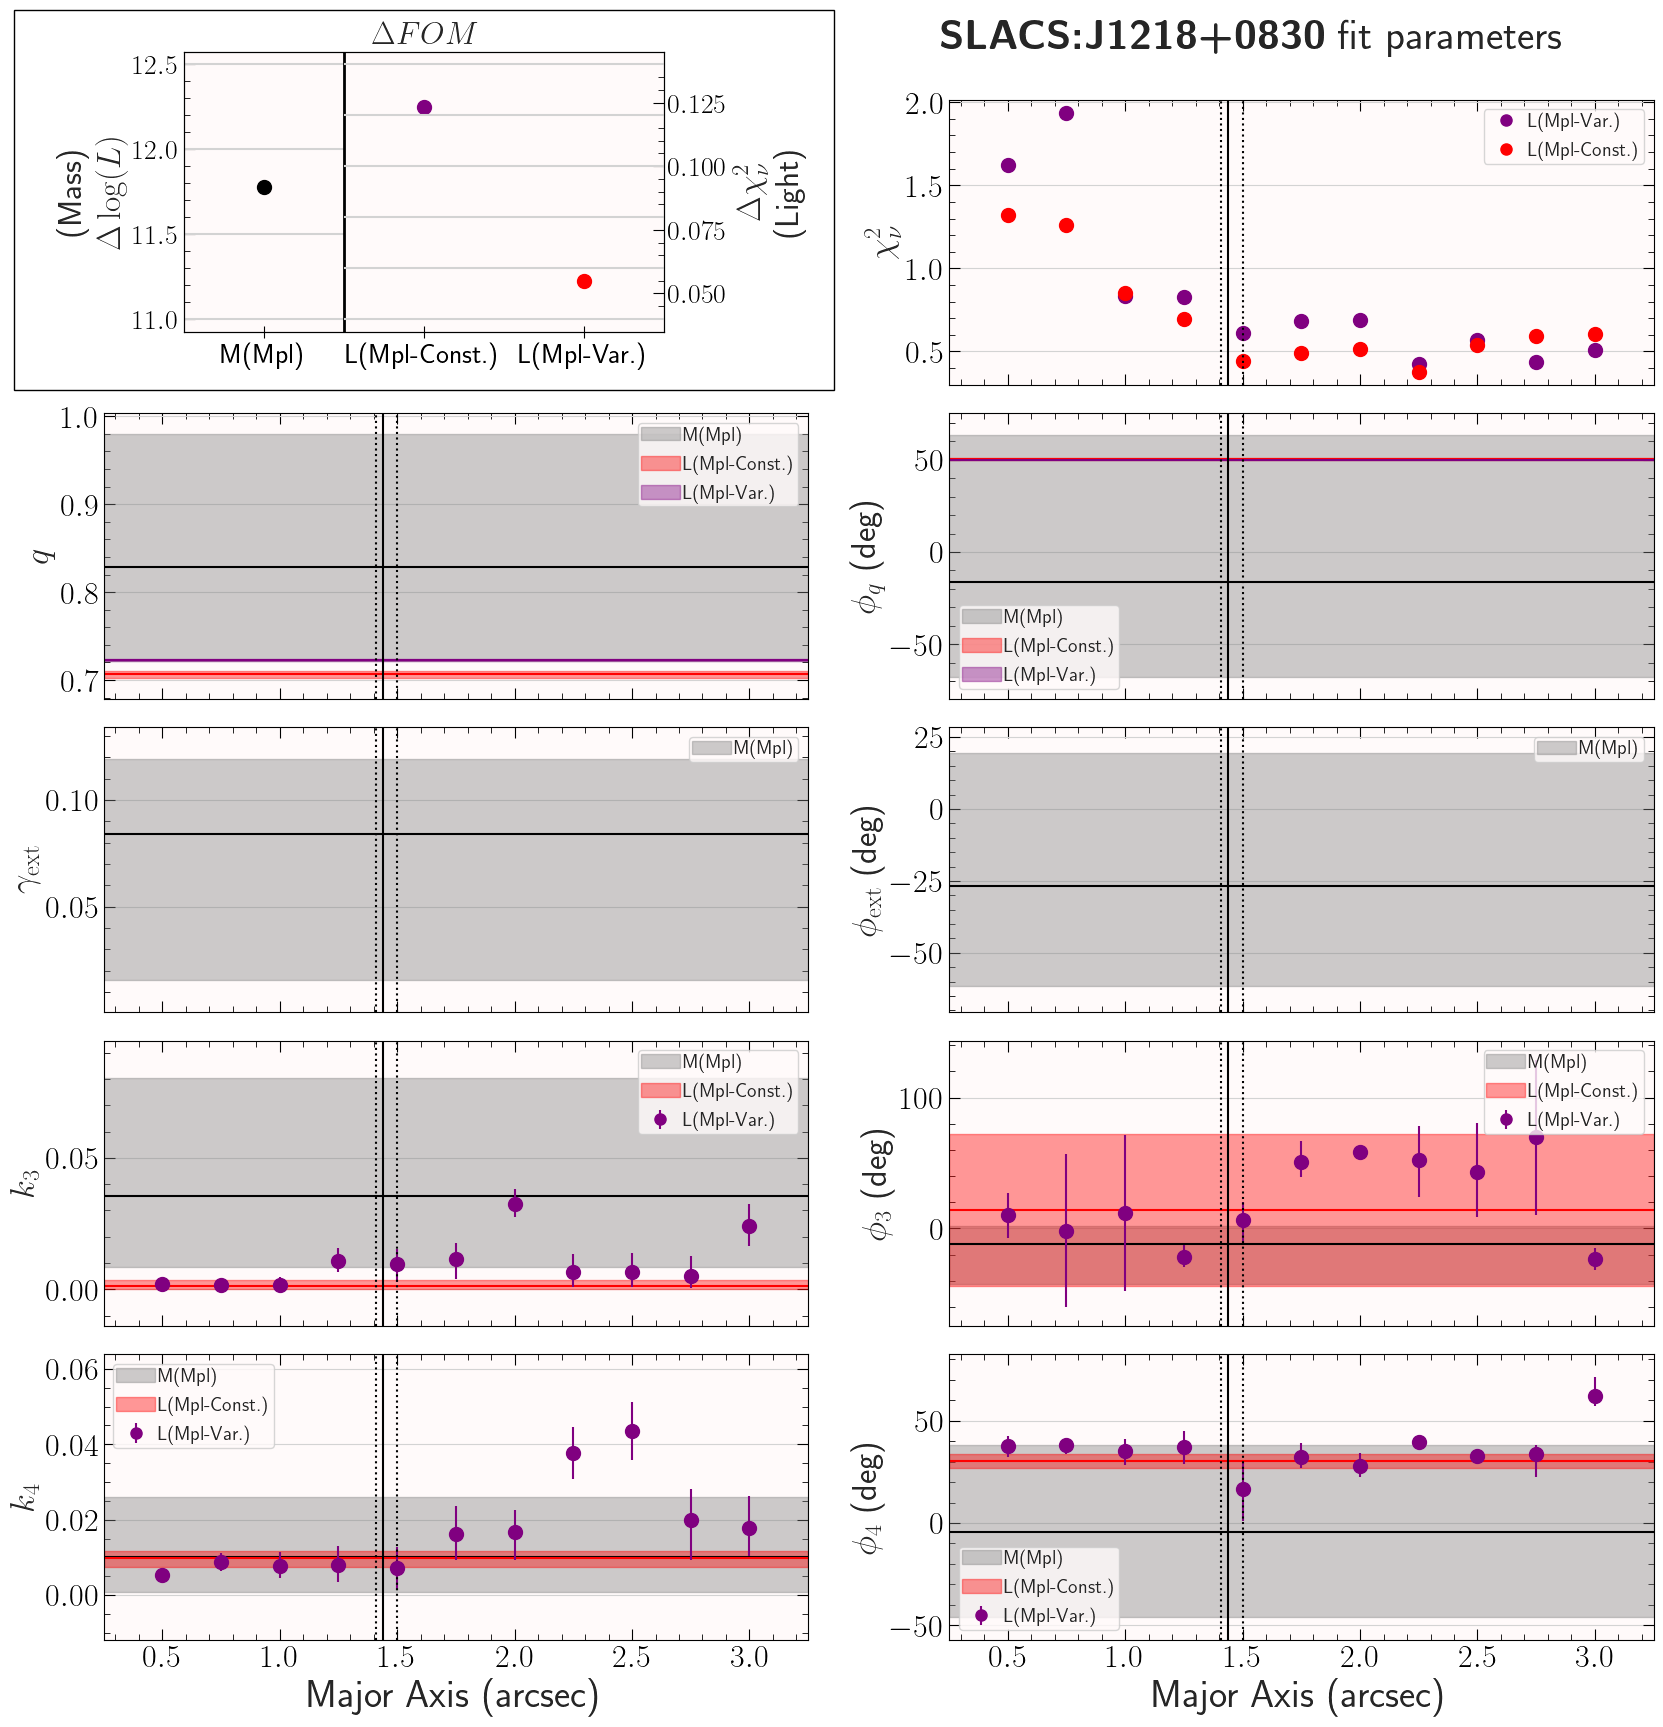 ΔFOM
SLACS:J1218+0830 fit parameters
(Mass)
Δ log(L)
12.5
12.0
11.5
11.0
0.125
0.100
0.075
0.050
Δχ²ν
(Light)
M(Mpl)
L(Mpl-Const.)
L(Mpl-Var.)
χ²ν
2.0
1.5
1.0
0.5
L(Mpl-Var.)
L(Mpl-Const.)
q
1.0
0.9
0.8
0.7
M(Mpl)
L(Mpl-Const.)
L(Mpl-Var.)
ϕq (deg)
50
0
−50
M(Mpl)
L(Mpl-Const.)
L(Mpl-Var.)
γext
0.10
0.05
M(Mpl)
ϕext (deg)
25
0
−25
−50
M(Mpl)
k3
0.05
0.00
M(Mpl)
L(Mpl-Const.)
L(Mpl-Var.)
ϕ3 (deg)
100
0
M(Mpl)
L(Mpl-Const.)
L(Mpl-Var.)
k4
0.06
0.04
0.02
0.00
M(Mpl)
L(Mpl-Const.)
L(Mpl-Var.)
0.5 1.0 1.5 2.0 2.5 3.0
Major Axis (arcsec)
ϕ4 (deg)
50
0
−50
M(Mpl)
L(Mpl-Const.)
L(Mpl-Var.)
0.5 1.0 1.5 2.0 2.5 3.0
Major Axis (arcsec)